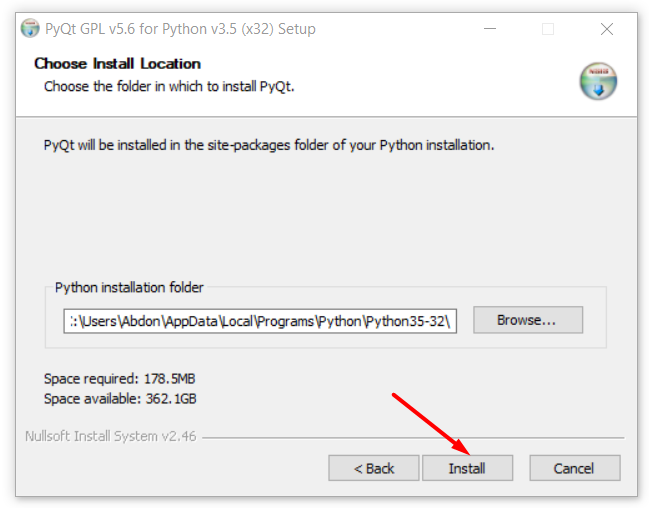 PyQt GPL v5.6 for Python v3.5 (x32) Setup
Choose Install Location
Choose the folder in which to install PyQt.
PyQt will be installed in the site-packages folder of your Python installation.
Python installation folder
:\Users\Abdon\AppData\Local\Programs\Python\Python35-32\
Browse...
Space required: 178.5MB
Space available: 362.1GB
Nullsoft Install System v2.46
< Back
Install
Cancel